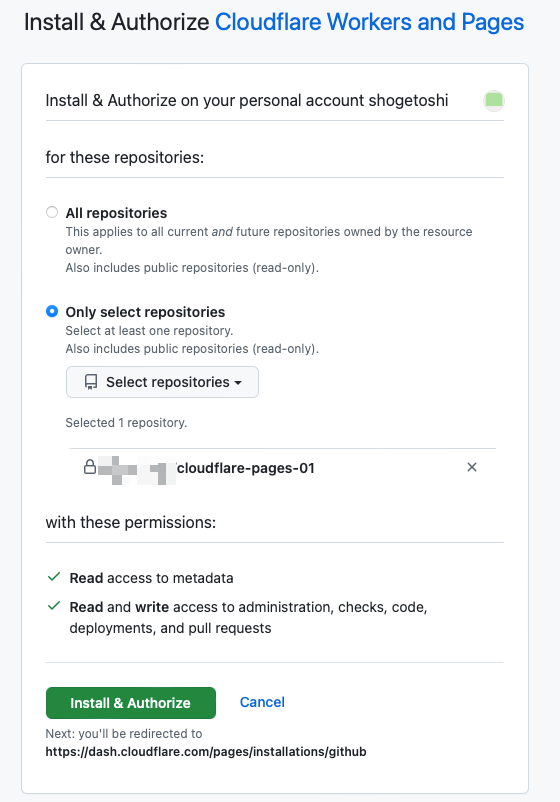 Install & Authorize Cloudflare Workers and Pages
Install & Authorize on your personal account shogetoshi
for these repositories:
All repositories
This applies to all current and future repositories owned by the resource
owner.
Also includes public repositories (read-only).
Only select repositories
Select at least one repository.
Also includes public repositories (read-only).
Select repositories
Selected 1 repository.
/cloudflare-pages-01
with these permissions:
Read access to metadata
Read and write access to administration, checks, code,
deployments, and pull requests
Install & Authorize Cancel
Next: you'll be redirected to
https://dash.cloudflare.com/pages/installations/github